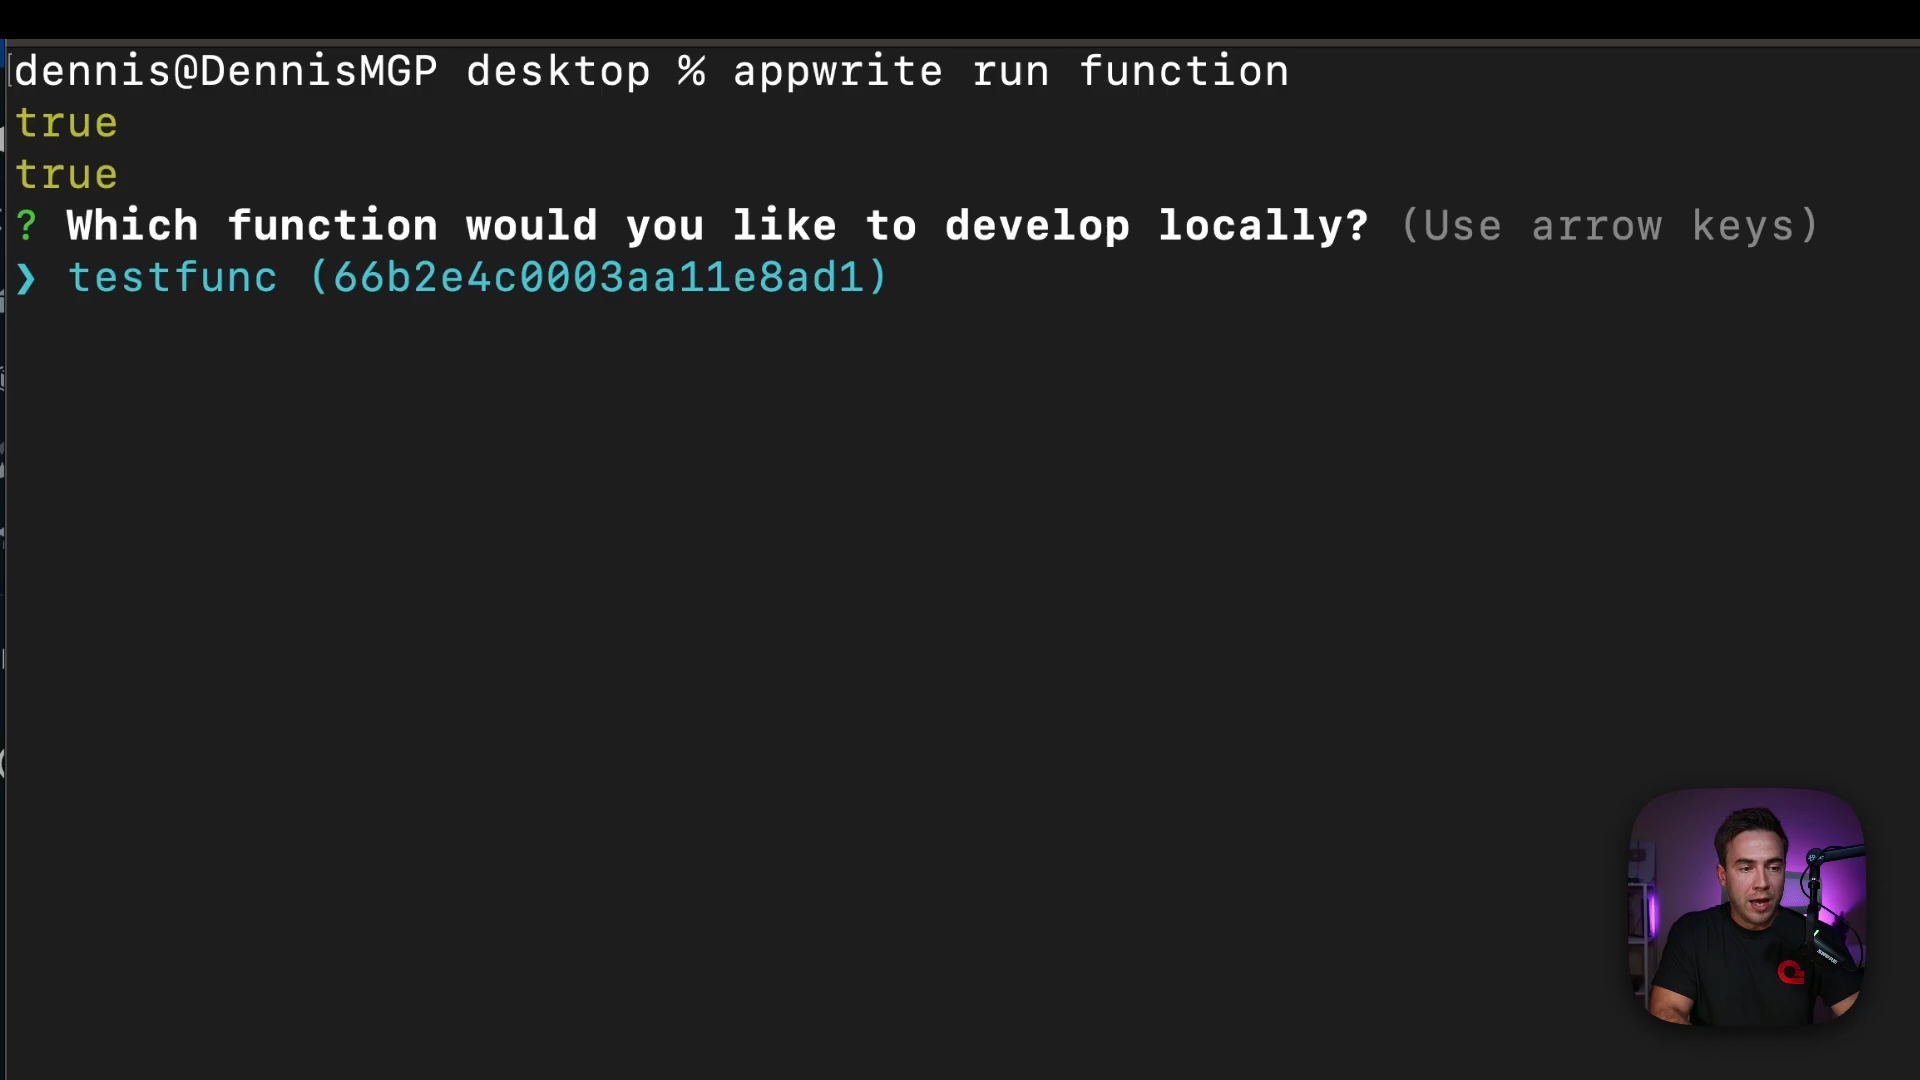 dennis@DennisMGP desktop % appwrite run function
true
true
? Which function would you like to develop locally? (Use arrow keys)
❯ testfunc (66b2e4c0003aa11e8ad1)